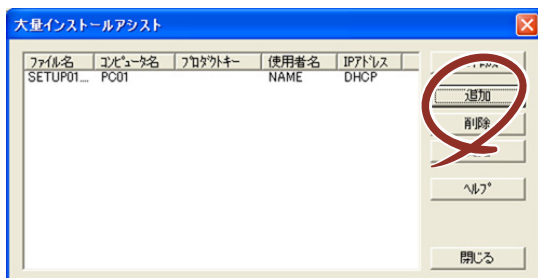 大量インストールアシスト
ファイル名 コンピュータ名 プロダクトキー 使用者名 IPアドレス
SETUP01... PC01 NAME DHCP
追加
削除
ヘルプ
閉じる